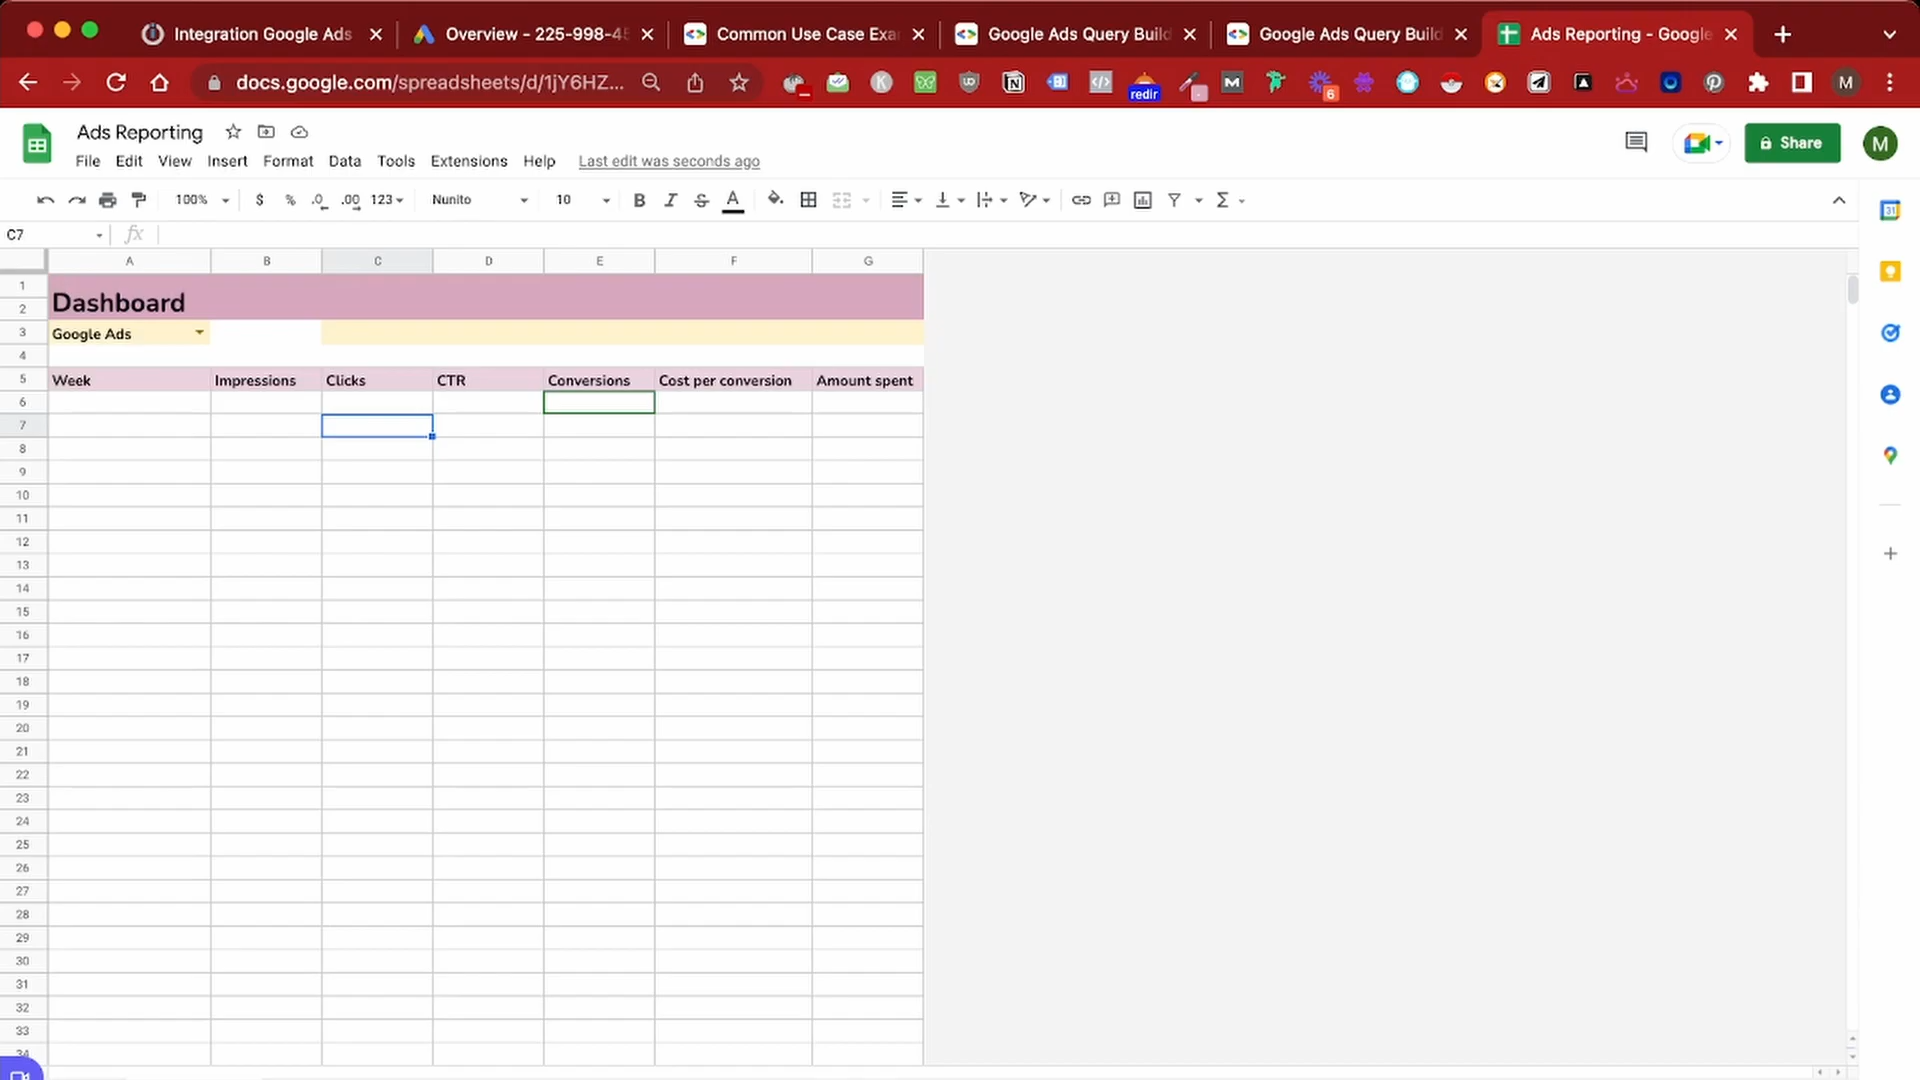 Integration Google Ads
Overview - 225-998-45
Common Use Case Exa
Google Ads Query Build
Google Ads Query Build
Ads Reporting - Google
docs.google.com/spreadsheets/d/1jY6HZ...
redir
6
M
Ads Reporting
File Edit View Insert Format Data Tools Extensions Help Last edit was seconds ago
Share
M
100% $ % .0 .00 123 Nunito 10 B I S A Σ
31
C7 fx
A B C D E F G
1
Dashboard
2
3 Google Ads
4
5 Week Impressions Clicks CTR Conversions Cost per conversion Amount spent
6
7
8
9
10
11
12
13
14
15
16
17
18
19
20
21
22
23
24
25
26
27
28
29
30
31
32
33
34